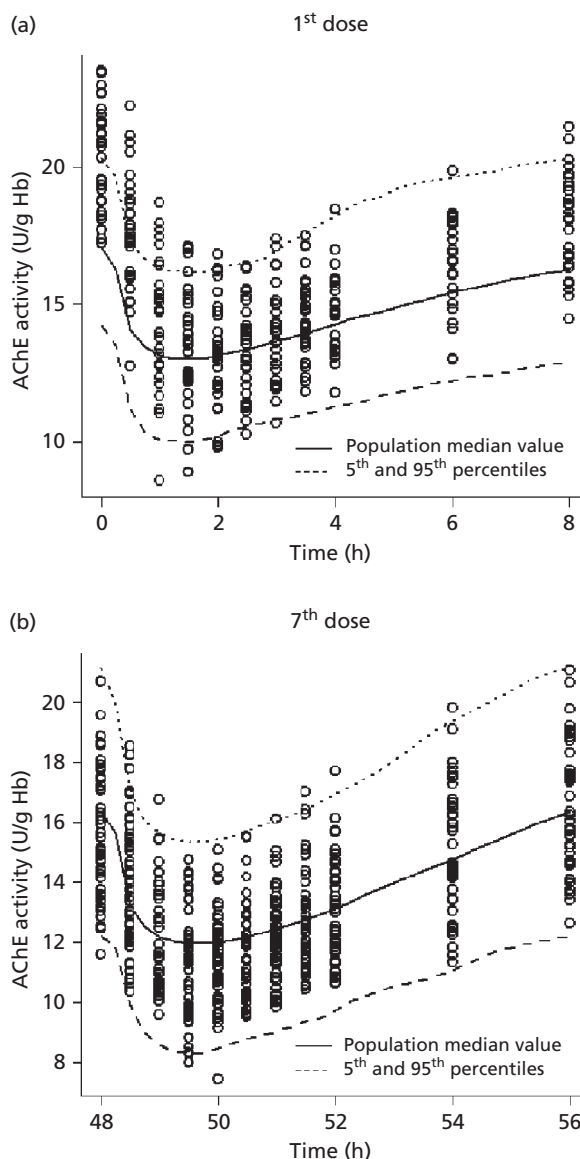 (a)
1st dose
AChE activity (U/g Hb)
20
15
10
Population median value
5th and 95th percentiles
0 2 4 6 8
Time (h)
(b)
7th dose
AChE activity (U/g Hb)
20
18
16
14
12
10
8
Population median value
5th and 95th percentiles
48 50 52 54 56
Time (h)